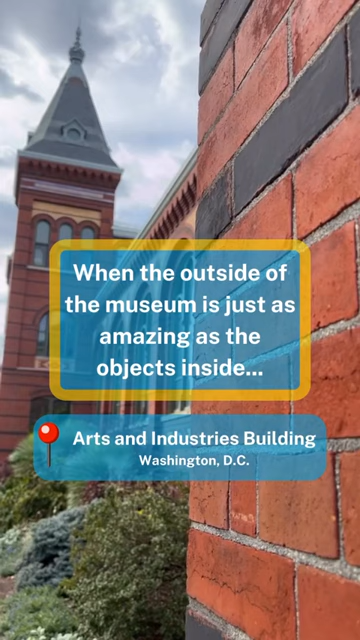 When the outside of
the museum is just as
amazing as the
objects inside...
Arts and Industries Building
Washington, D.C.